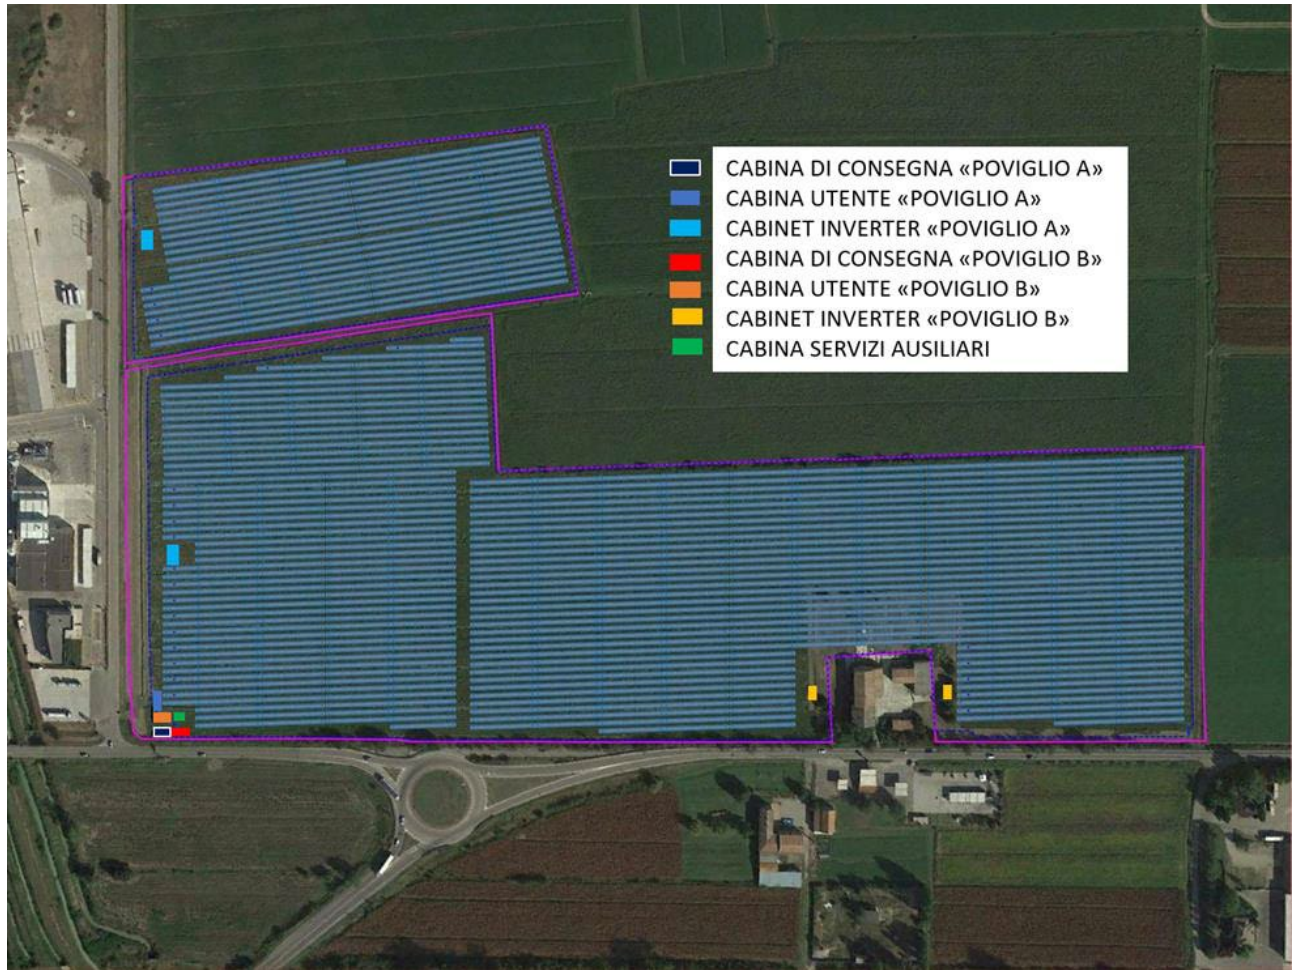 CABINA DI CONSEGNA «POVIGLIO A»
CABINA UTENTE «POVIGLIO A»
CABINET INVERTER «POVIGLIO A»
CABINA DI CONSEGNA «POVIGLIO B»
CABINA UTENTE «POVIGLIO B»
CABINET INVERTER «POVIGLIO B»
CABINA SERVIZI AUSILIARI